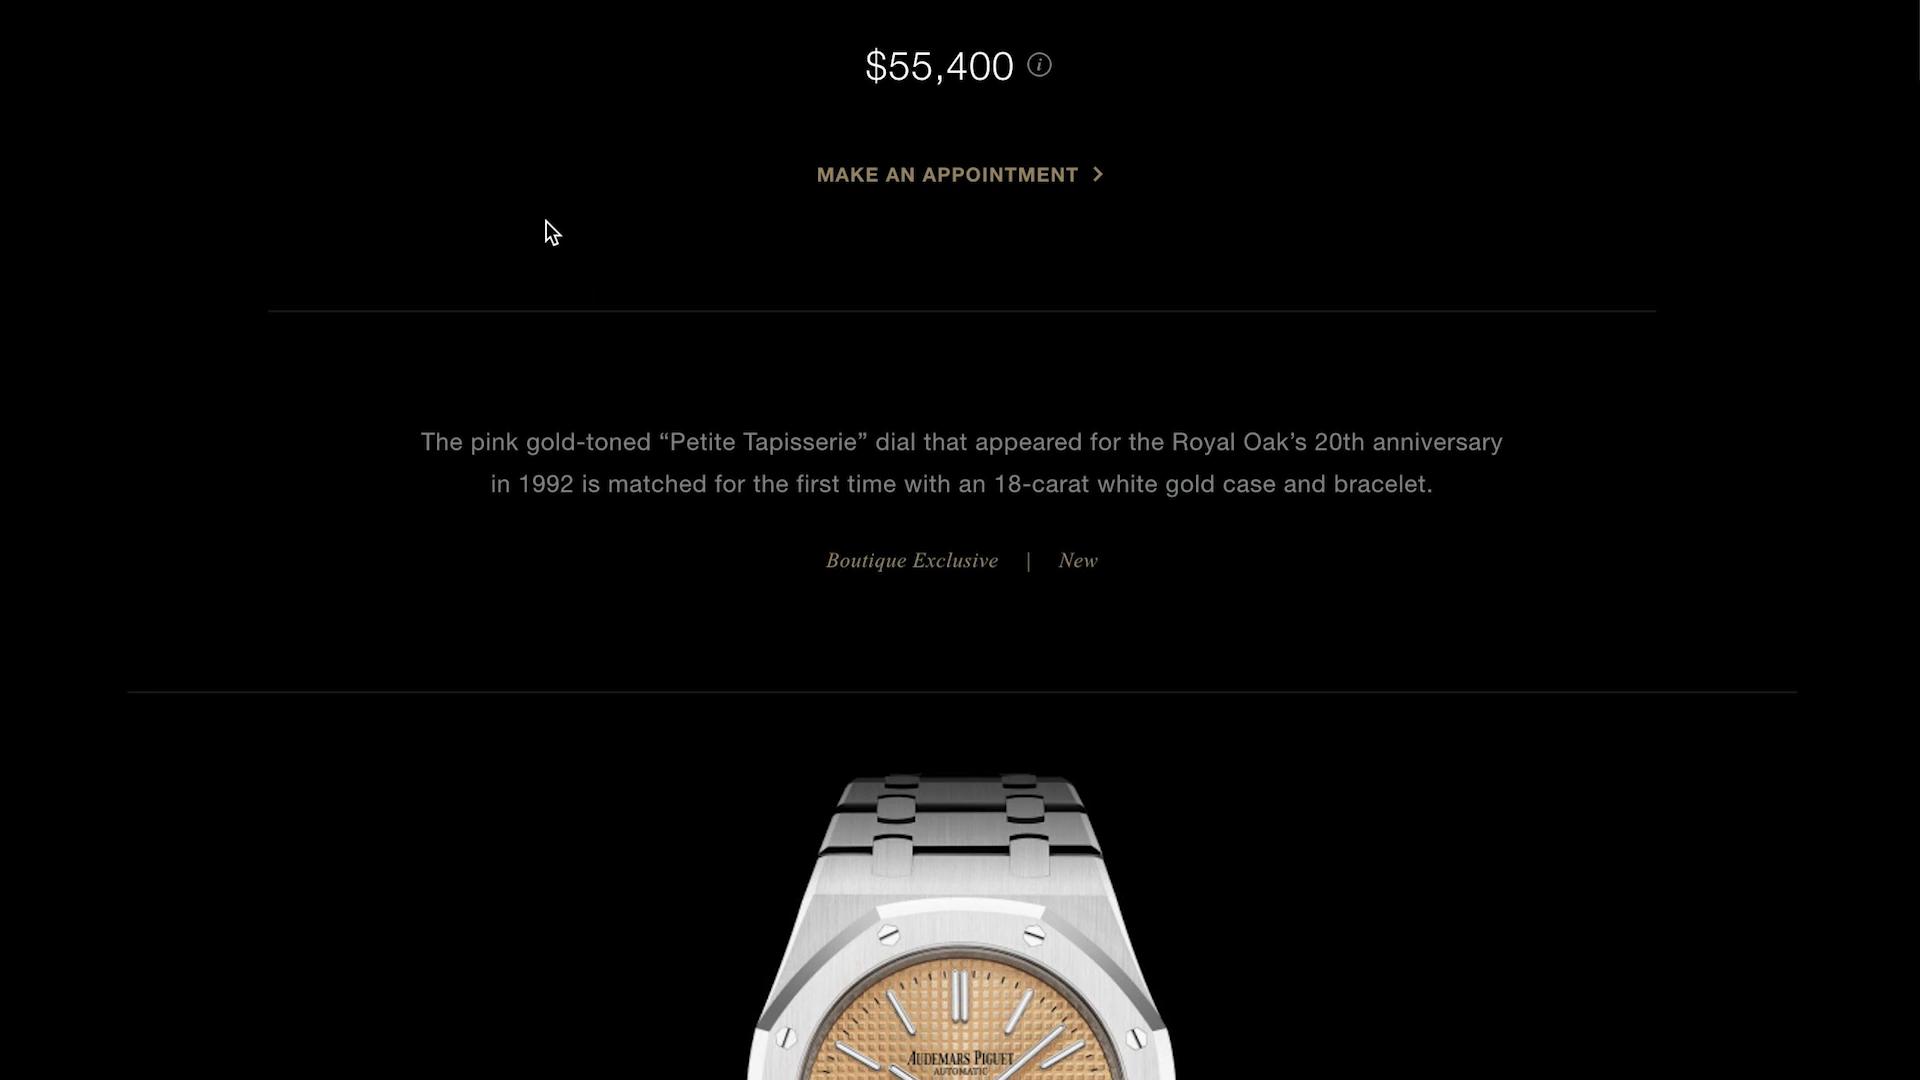 $55,400 i
MAKE AN APPOINTMENT >
The pink gold-toned “Petite Tapisserie” dial that appeared for the Royal Oak’s 20th anniversary
in 1992 is matched for the first time with an 18-carat white gold case and bracelet.
Boutique Exclusive | New
AUDEMARS PIGUET
AUTOMATIC